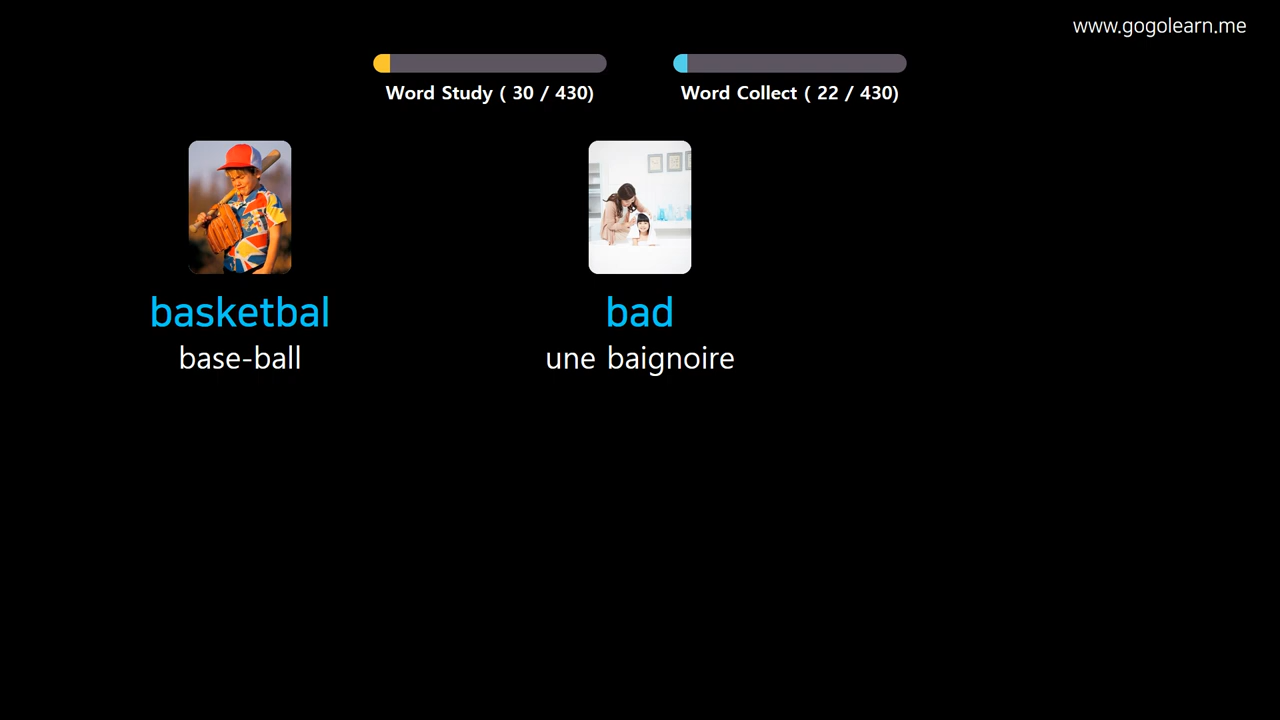 www.gogolearn.me
Word Study ( 30 / 430)
Word Collect ( 22 / 430)
basketbal
base-ball
bad
une baignoire